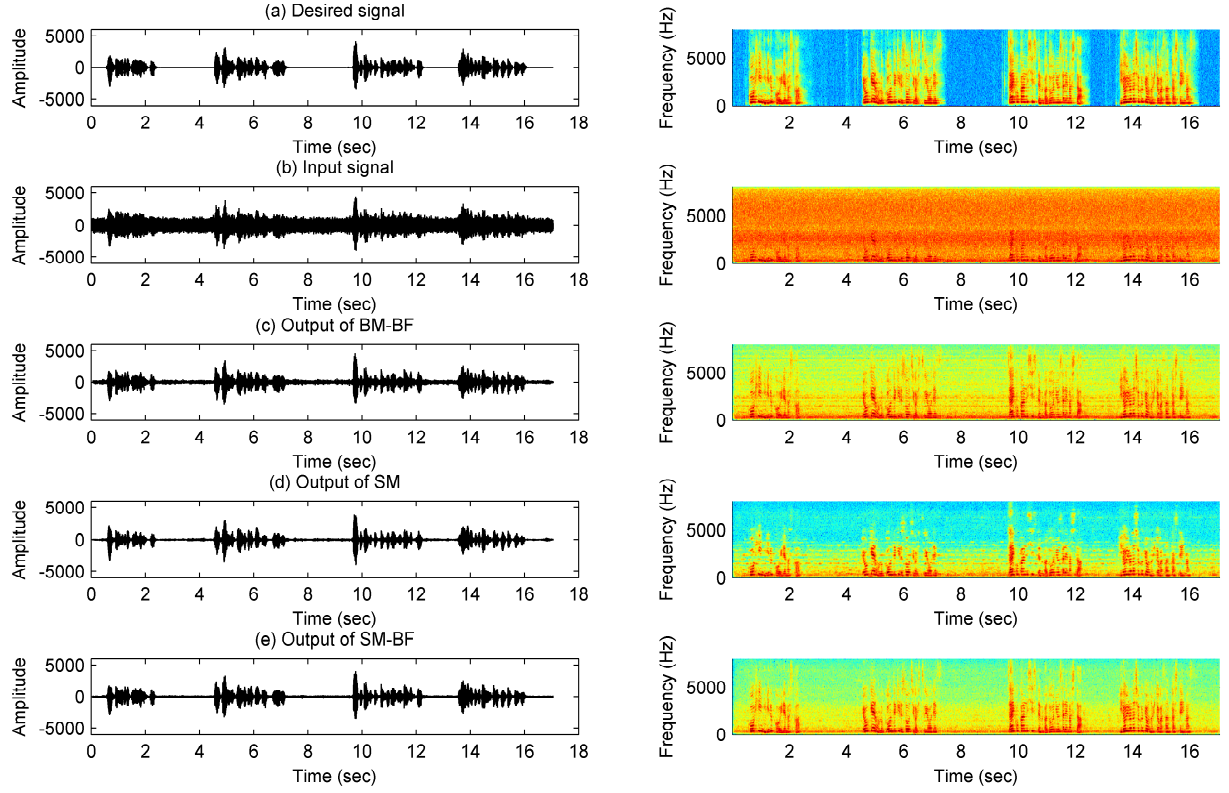 (a) Desired signal
Amplitude
5000
0
-5000
0 2 4 6 8 10 12 14 16 18
Time (sec)
Frequency (Hz)
5000
0
2 4 6 8 10 12 14 16
Time (sec)
(b) Input signal
Amplitude
5000
0
-5000
0 2 4 6 8 10 12 14 16 18
Time (sec)
Frequency (Hz)
5000
0
2 4 6 8 10 12 14 16
Time (sec)
(c) Output of BM-BF
Amplitude
5000
0
-5000
0 2 4 6 8 10 12 14 16 18
Time (sec)
Frequency (Hz)
5000
0
2 4 6 8 10 12 14 16
Time (sec)
(d) Output of SM
Amplitude
5000
0
-5000
0 2 4 6 8 10 12 14 16 18
Time (sec)
Frequency (Hz)
5000
0
2 4 6 8 10 12 14 16
Time (sec)
(e) Output of SM-BF
Amplitude
5000
0
-5000
0 2 4 6 8 10 12 14 16 18
Time (sec)
Frequency (Hz)
5000
0
2 4 6 8 10 12 14 16
Time (sec)